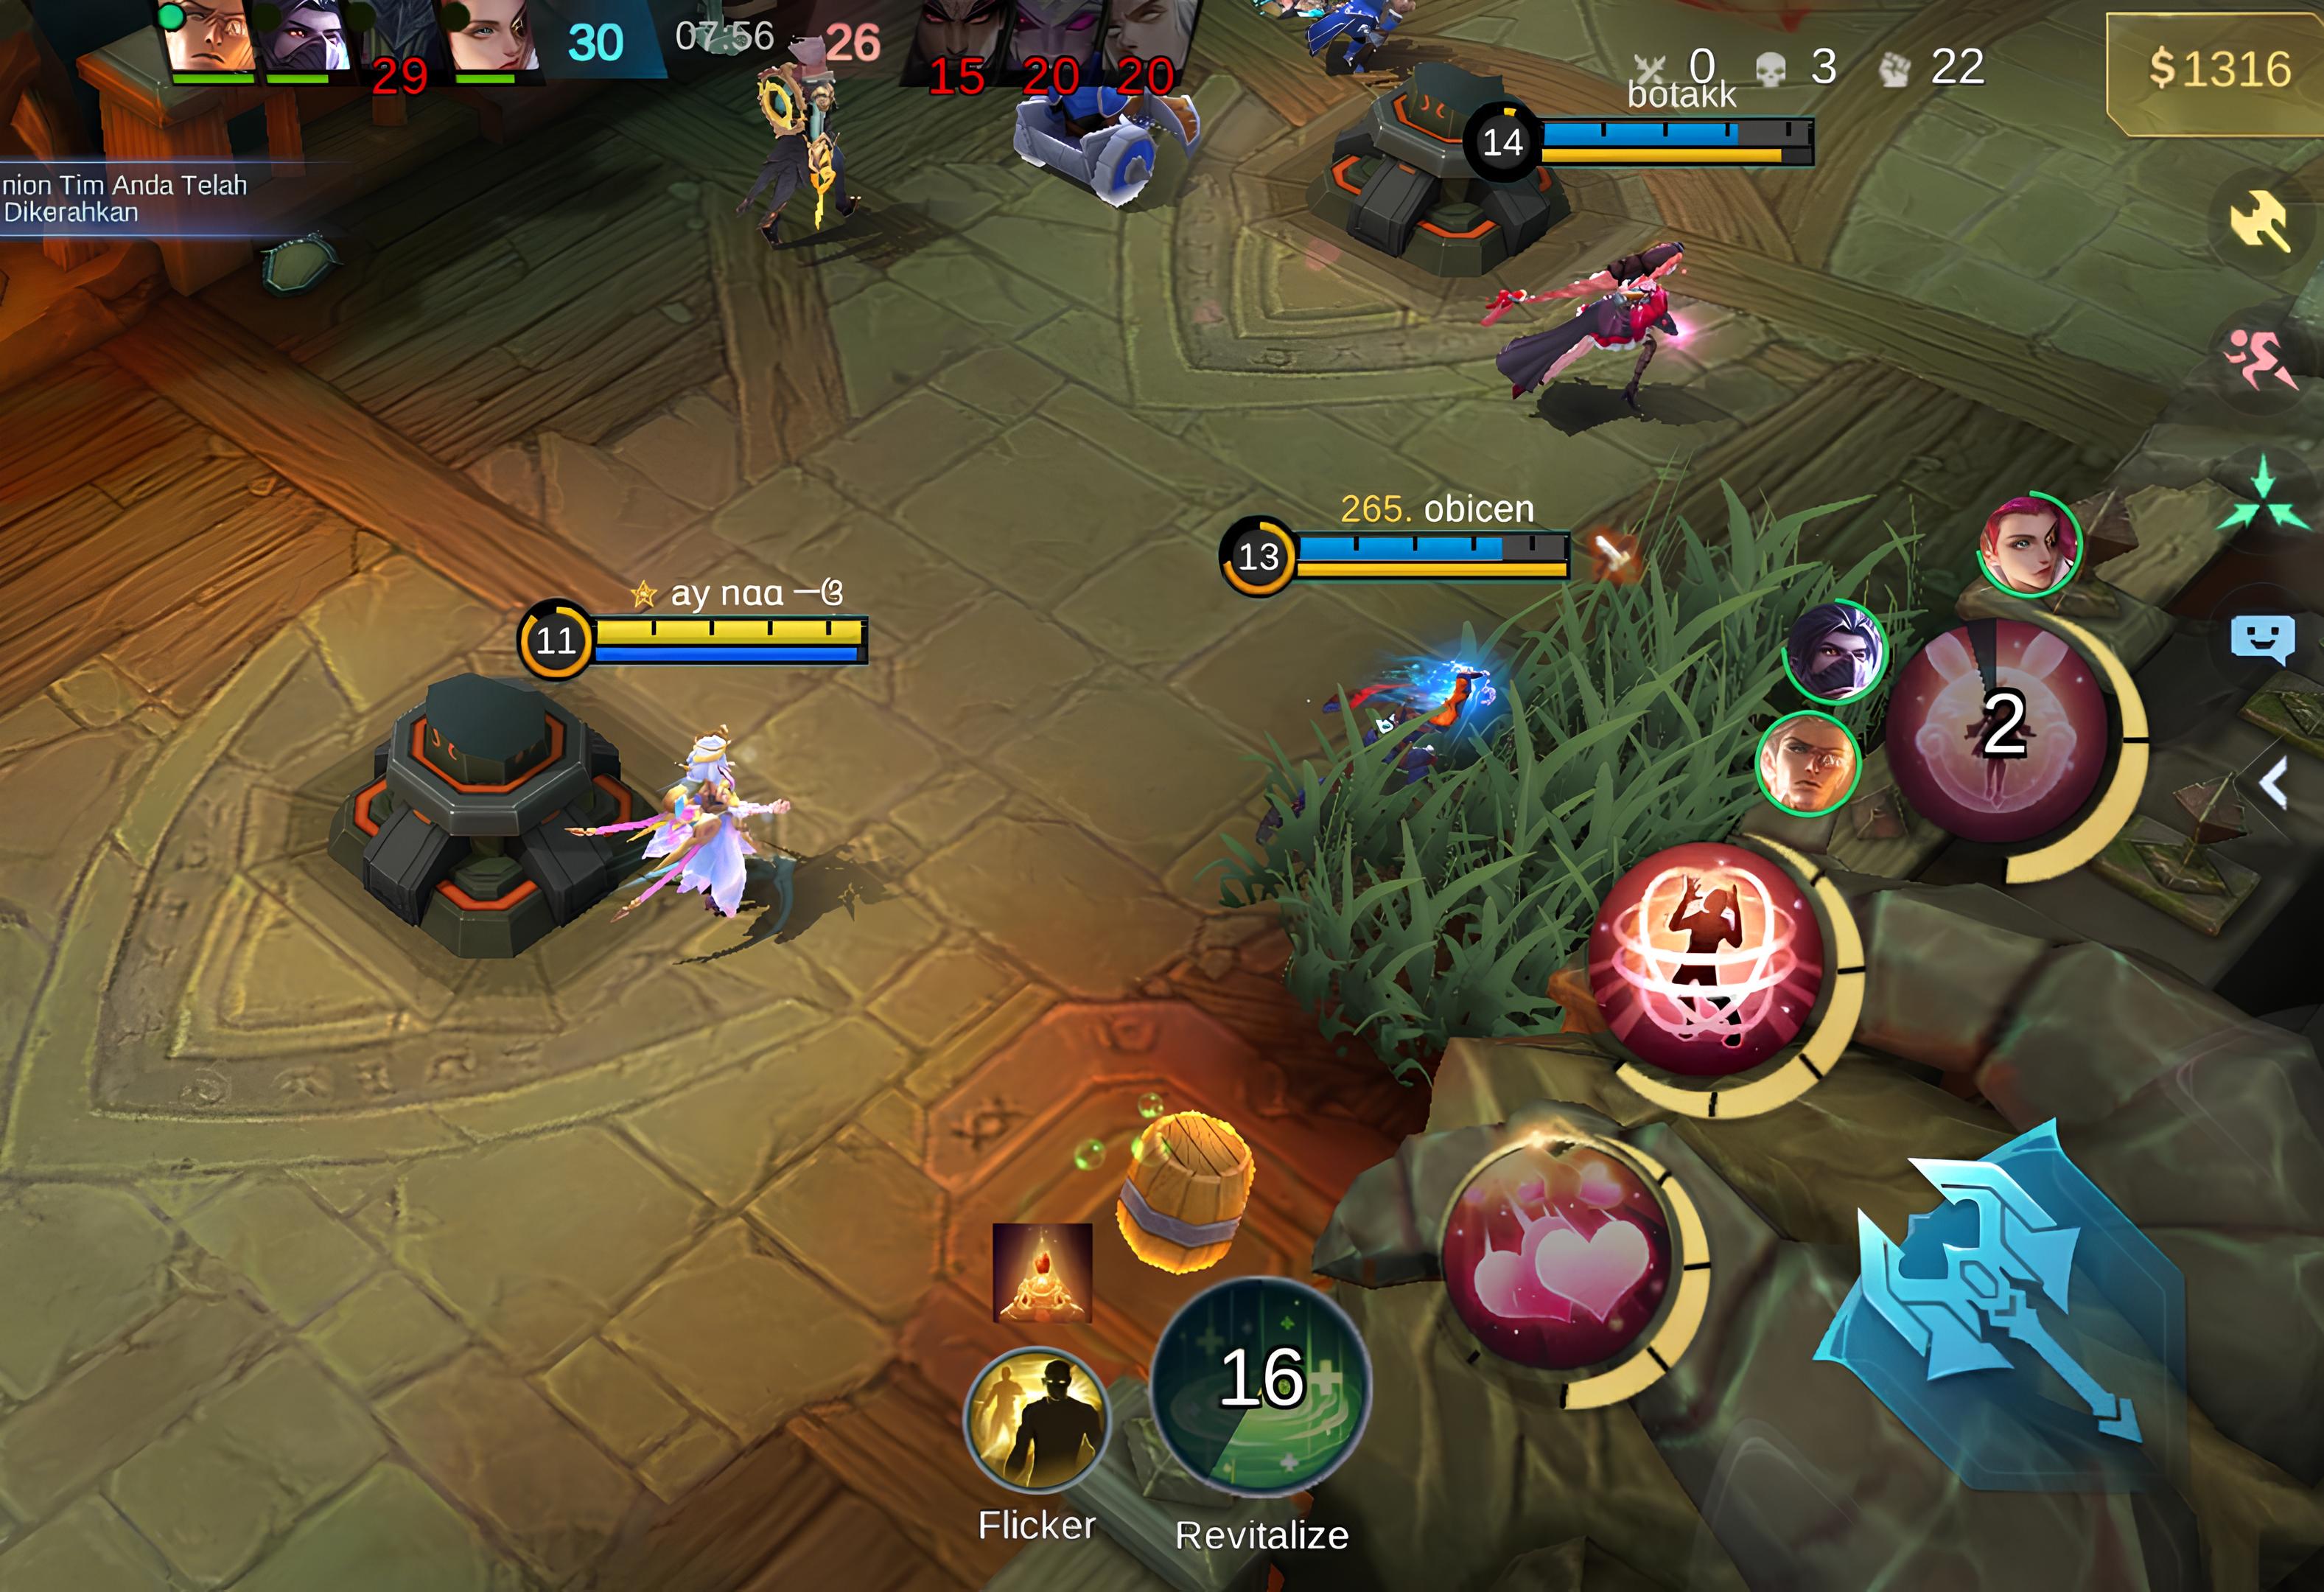 30
07:56
26
29
15
20
20
0
3
22
$1316
botakk
14
nion Tim Anda Telah
Dikerahkan
265. obicen
13
ay naa
11
2
16
Flicker
Revitalize